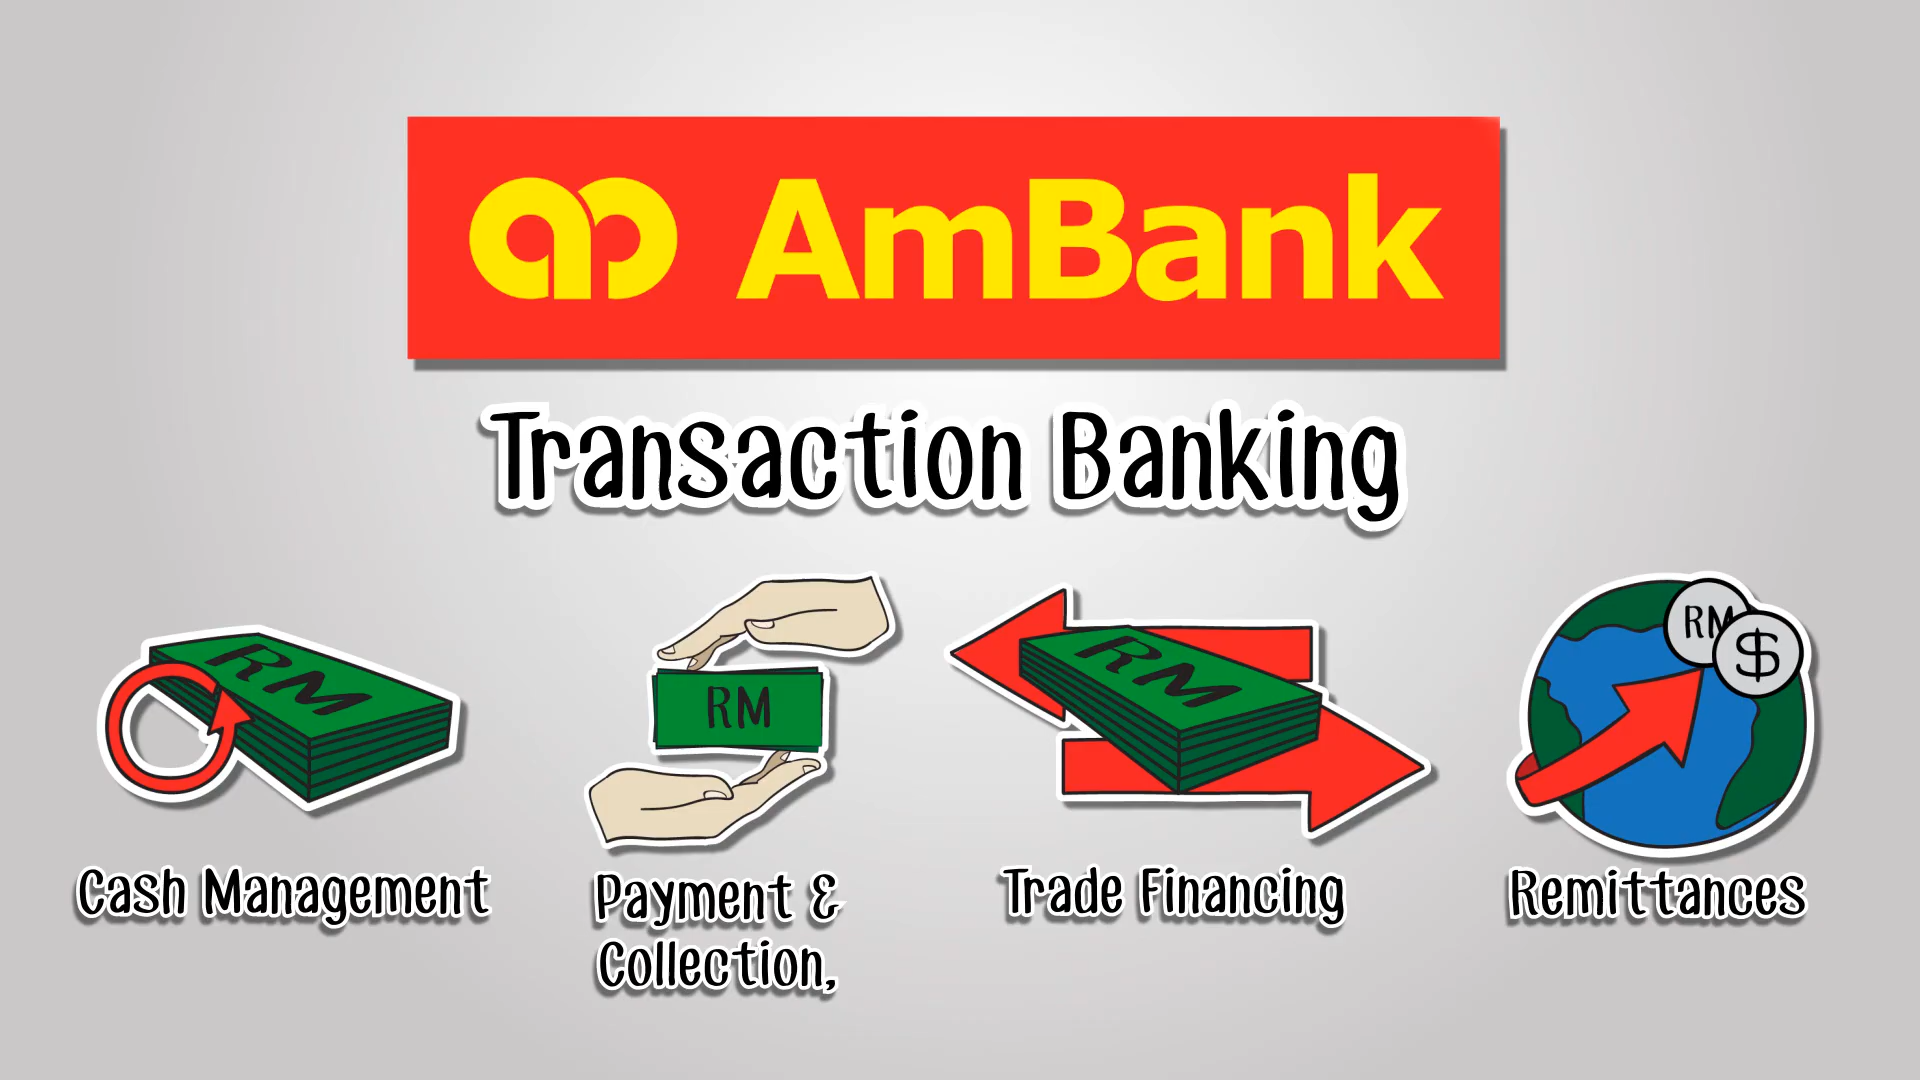 AmBank
Transaction Banking
RM
RM
RM
RM
$
Cash Management
Payment &
Collection,
Trade Financing
Remittances